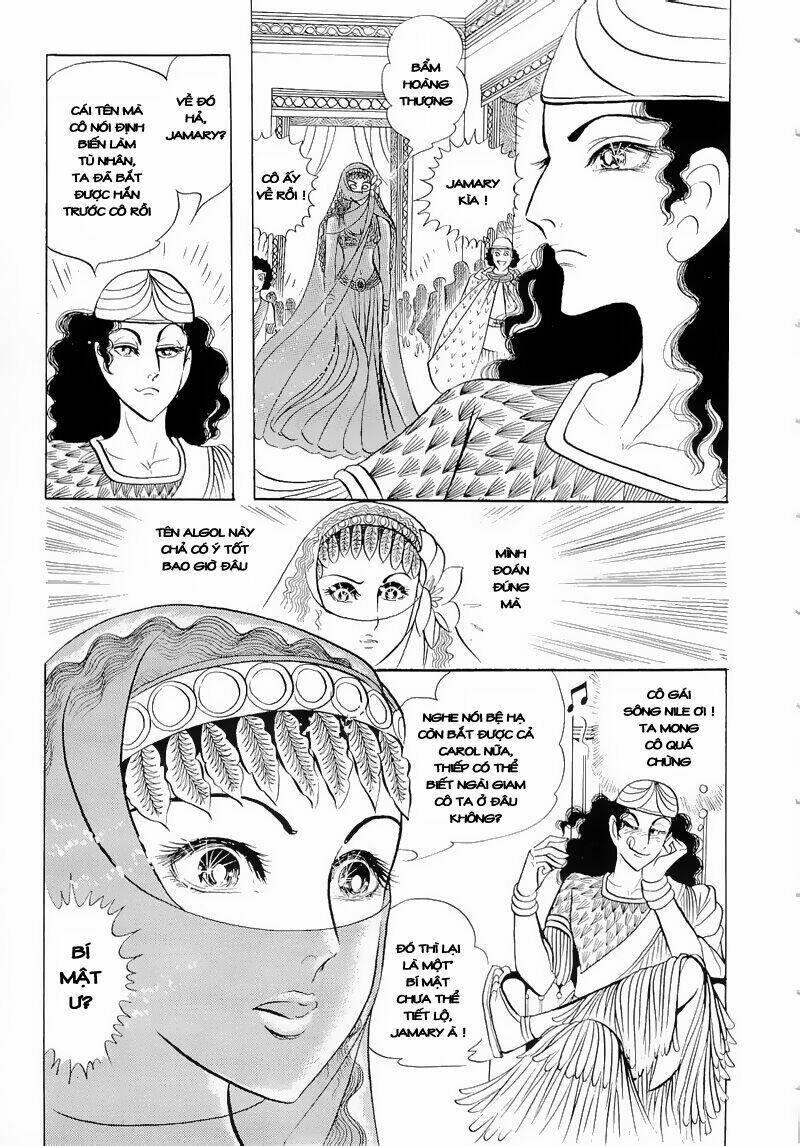 BẨM
HOÀNG
THƯỢNG
CÔ ẤY
VỀ RỒI !
JAMARY
KÌA !
VỀ ĐÓ
HẢ,
JAMARY?
CÁI TÊN MÀ
CÔ NÓI ĐỊNH
BIẾN LÀM
TÙ NHÂN,
TA ĐÃ BẮT
ĐƯỢC HẮN
TRƯỚC CÔ RỒI
TÊN ALGOL NÀY
CHẢ CÓ Ý TỐT
BAO GIỜ ĐÂU
MÌNH
ĐOÁN
ĐÚNG
MÀ
CÔ GÁI
SÔNG NILE ƠI !
TA MONG
CÔ QUÁ
CHỪNG
NGHE NÓI BỆ HẠ
CÒN BẮT ĐƯỢC CẢ
CAROL NỮA,
THIẾP CÓ THỂ
BIẾT NGÀI GIAM
CÔ TA Ở ĐÂU
KHÔNG?
ĐÓ THÌ LẠI
LÀ MỘT'
BÍ MẬT
CHƯA THỂ
TIẾT LỘ,
JAMARY À !
BÍ
MẬT
Ư?